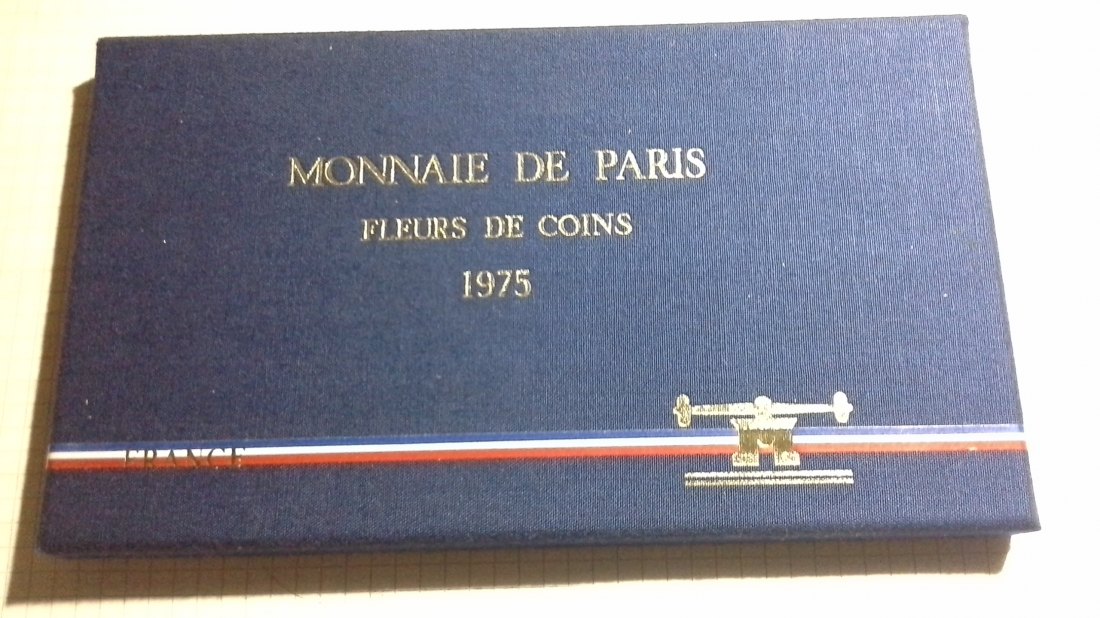 MONNAIE DE PARIS
FLEURS DE COINS
1975
FRANCE